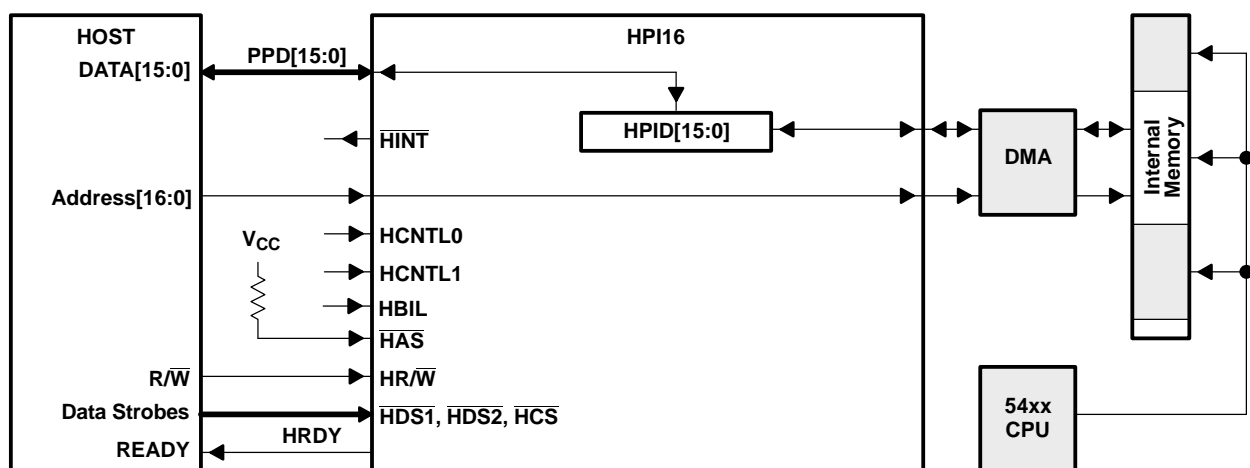 HOST
HPI16
DATA[15:0]
PPD[15:0]
HPID[15:0]
HINT
DMA
Internal
Memory
Address[16:0]
VCC
HCNTL0
HCNTL1
HBIL
HAS
R/W
HR/W
Data Strobes
HDS1, HDS2, HCS
54xx
CPU
READY
HRDY